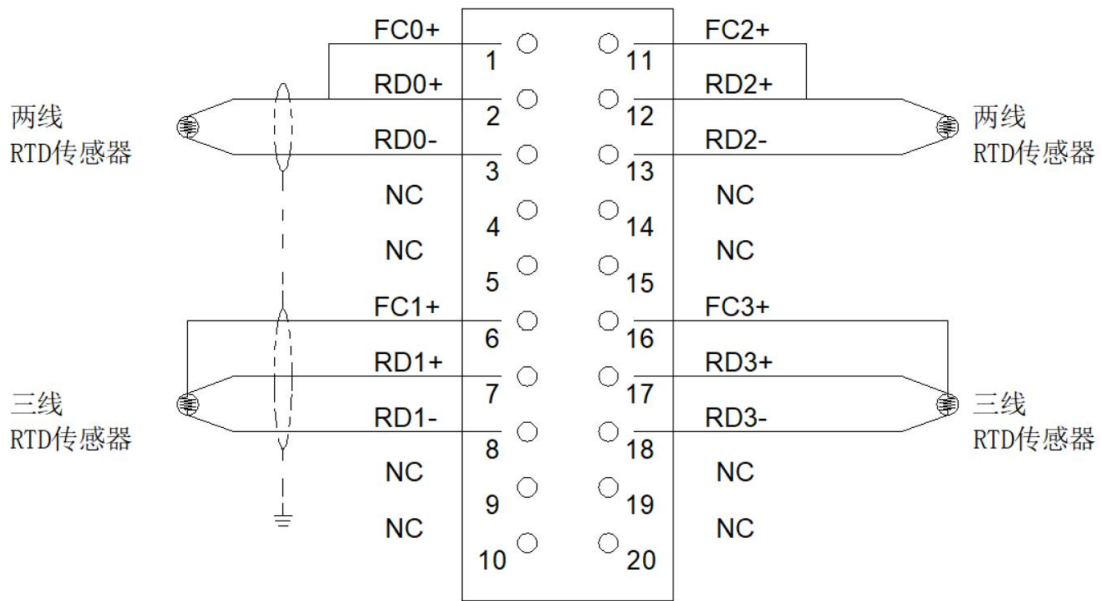 FC0+
1
11
FC2+
RD0+
2
12
RD2+
两线
RTD传感器
RD0-
3
13
RD2-
两线
RTD传感器
NC
4
14
NC
NC
5
15
NC
FC1+
6
16
FC3+
RD1+
7
17
RD3+
三线
RTD传感器
RD1-
8
18
RD3-
三线
RTD传感器
NC
9
19
NC
NC
10
20
NC